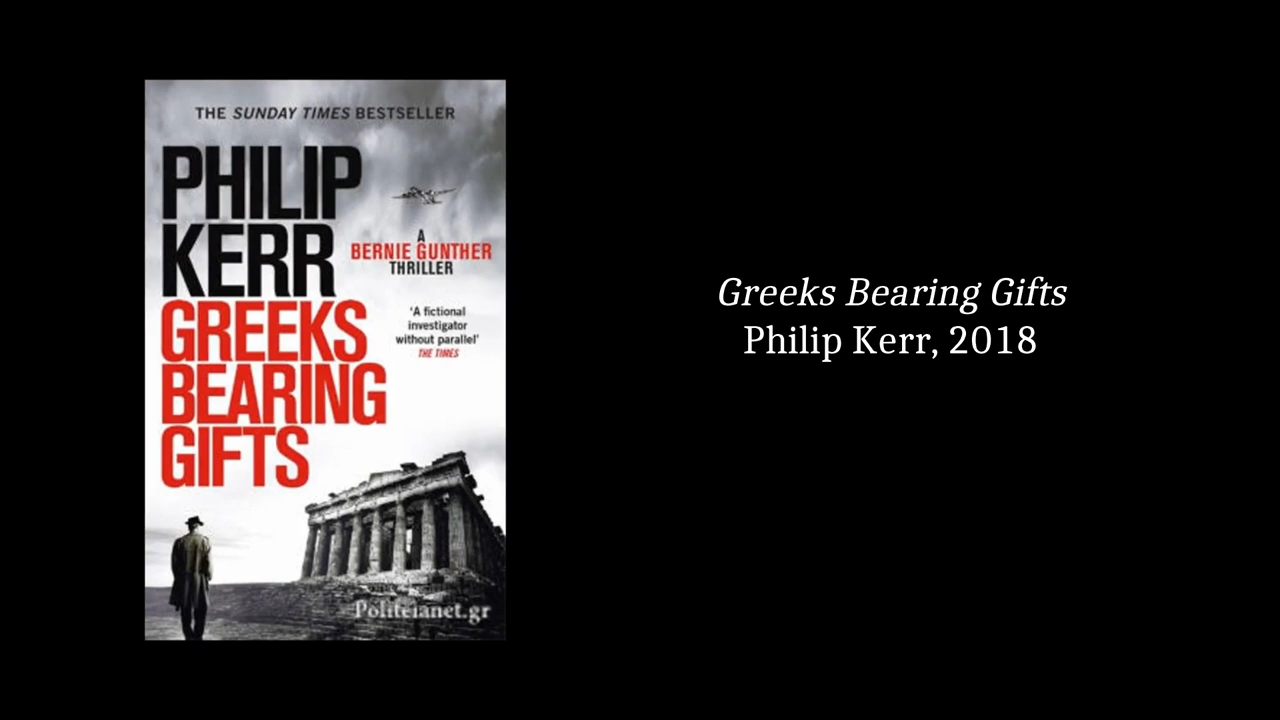 THE SUNDAY TIMES BESTSELLER
PHILIP
KERR
A
BERNIE GUNTHER
THRILLER
GREEKS
BEARING
GIFTS
'A fictional
investigator
without parallel'
THE TIMES
Politeianet.gr
Greeks Bearing Gifts
Philip Kerr, 2018